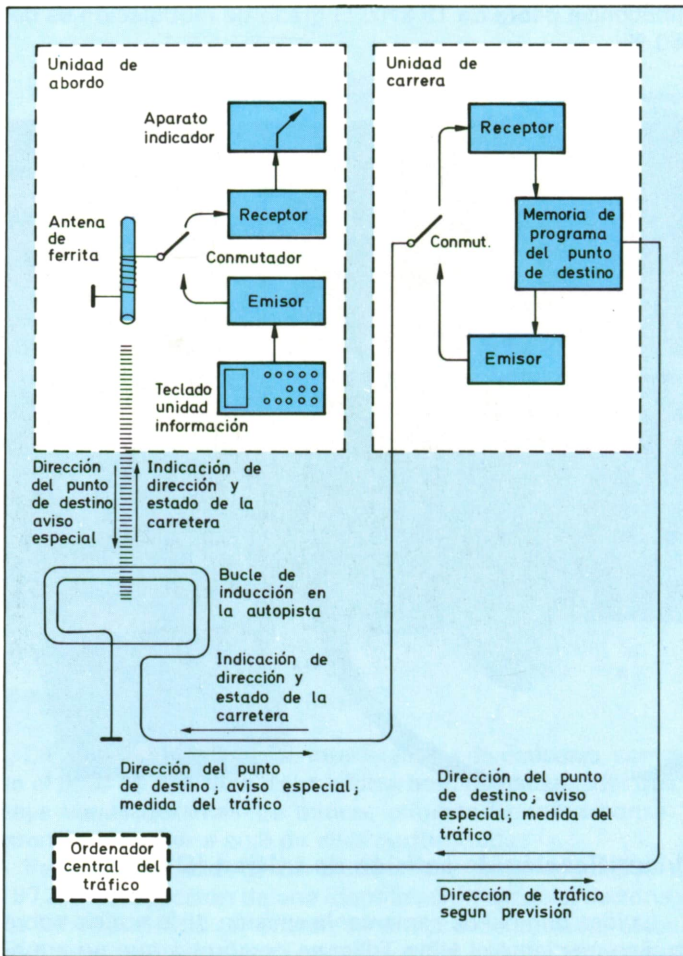 Unidad de
abordo
Aparato
indicador
Antena
de
ferrita
Receptor
Conmutador
Emisor
Teclado
unidad
información
Unidad de
carrera
Receptor
Conmut.
Memoria de
programa
del punto
de destino
Emisor
Dirección
del punto
de destino
aviso
especial
Indicación de
dirección y
estado de la
carretera
Bucle de
inducción en
la autopista
Indicación de
dirección y
estado de la
carretera
Dirección del punto
de destino; aviso especial;
medida del tráfico
Dirección del punto
de destino; aviso
especial; medida del
tráfico
Ordenador
central del
tráfico
Dirección de tráfico
segun previsión